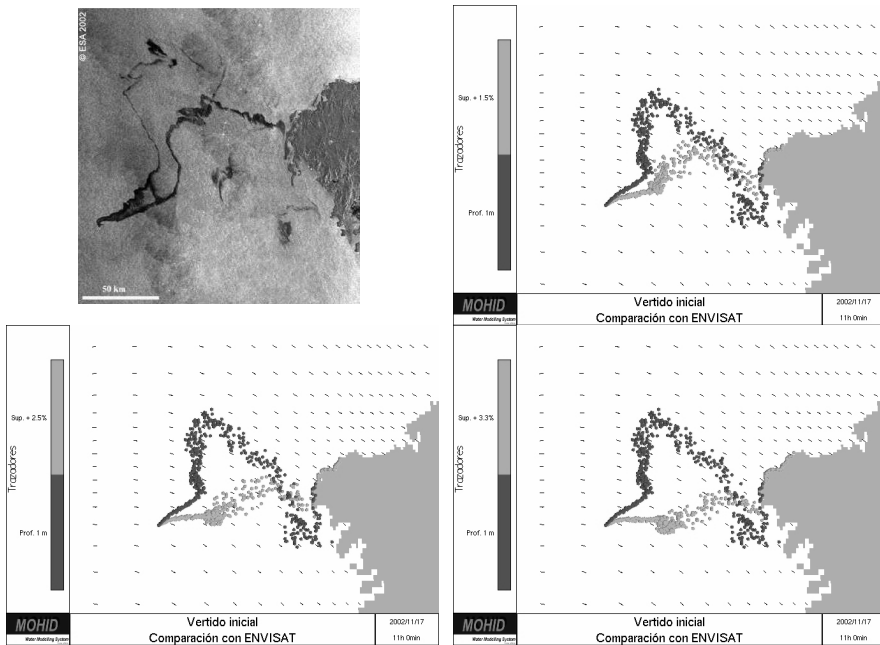 © ESA 2002
50 km
Sup. + 1.5%
Trazadores
Prof. 1m
MOHID
Water Modelling System
Vertido inicial
Comparación con ENVISAT
2002/11/17
11h 0min
Sup. + 2.5%
Trazadores
Prof. 1 m
MOHID
Water Modelling System
Vertido inicial
Comparación con ENVISAT
2002/11/17
11h 0min
Sup. + 3.3%
Trazadores
Prof. 1 m
MOHID
Water Modelling System
Vertido inicial
Comparación con ENVISAT
2002/11/17
11h 0min